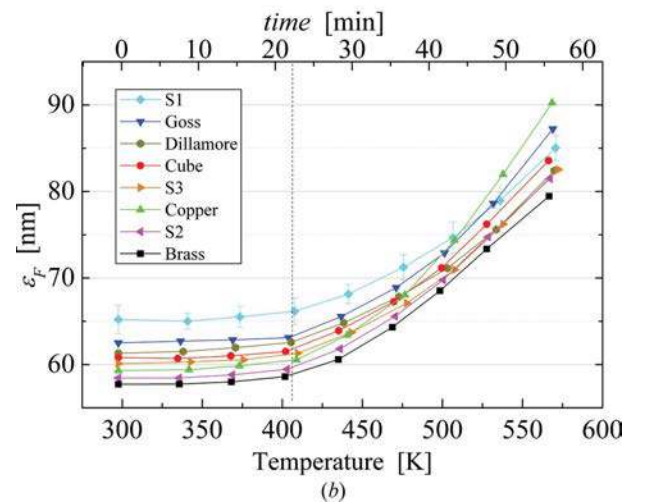 time [min]
0 10 20 30 40 50 60
90
80
70
60
ε_F [nm]
S1
Goss
Dillamore
Cube
S3
Copper
S2
Brass
300 350 400 450 500 550 600
Temperature [K]
(b)